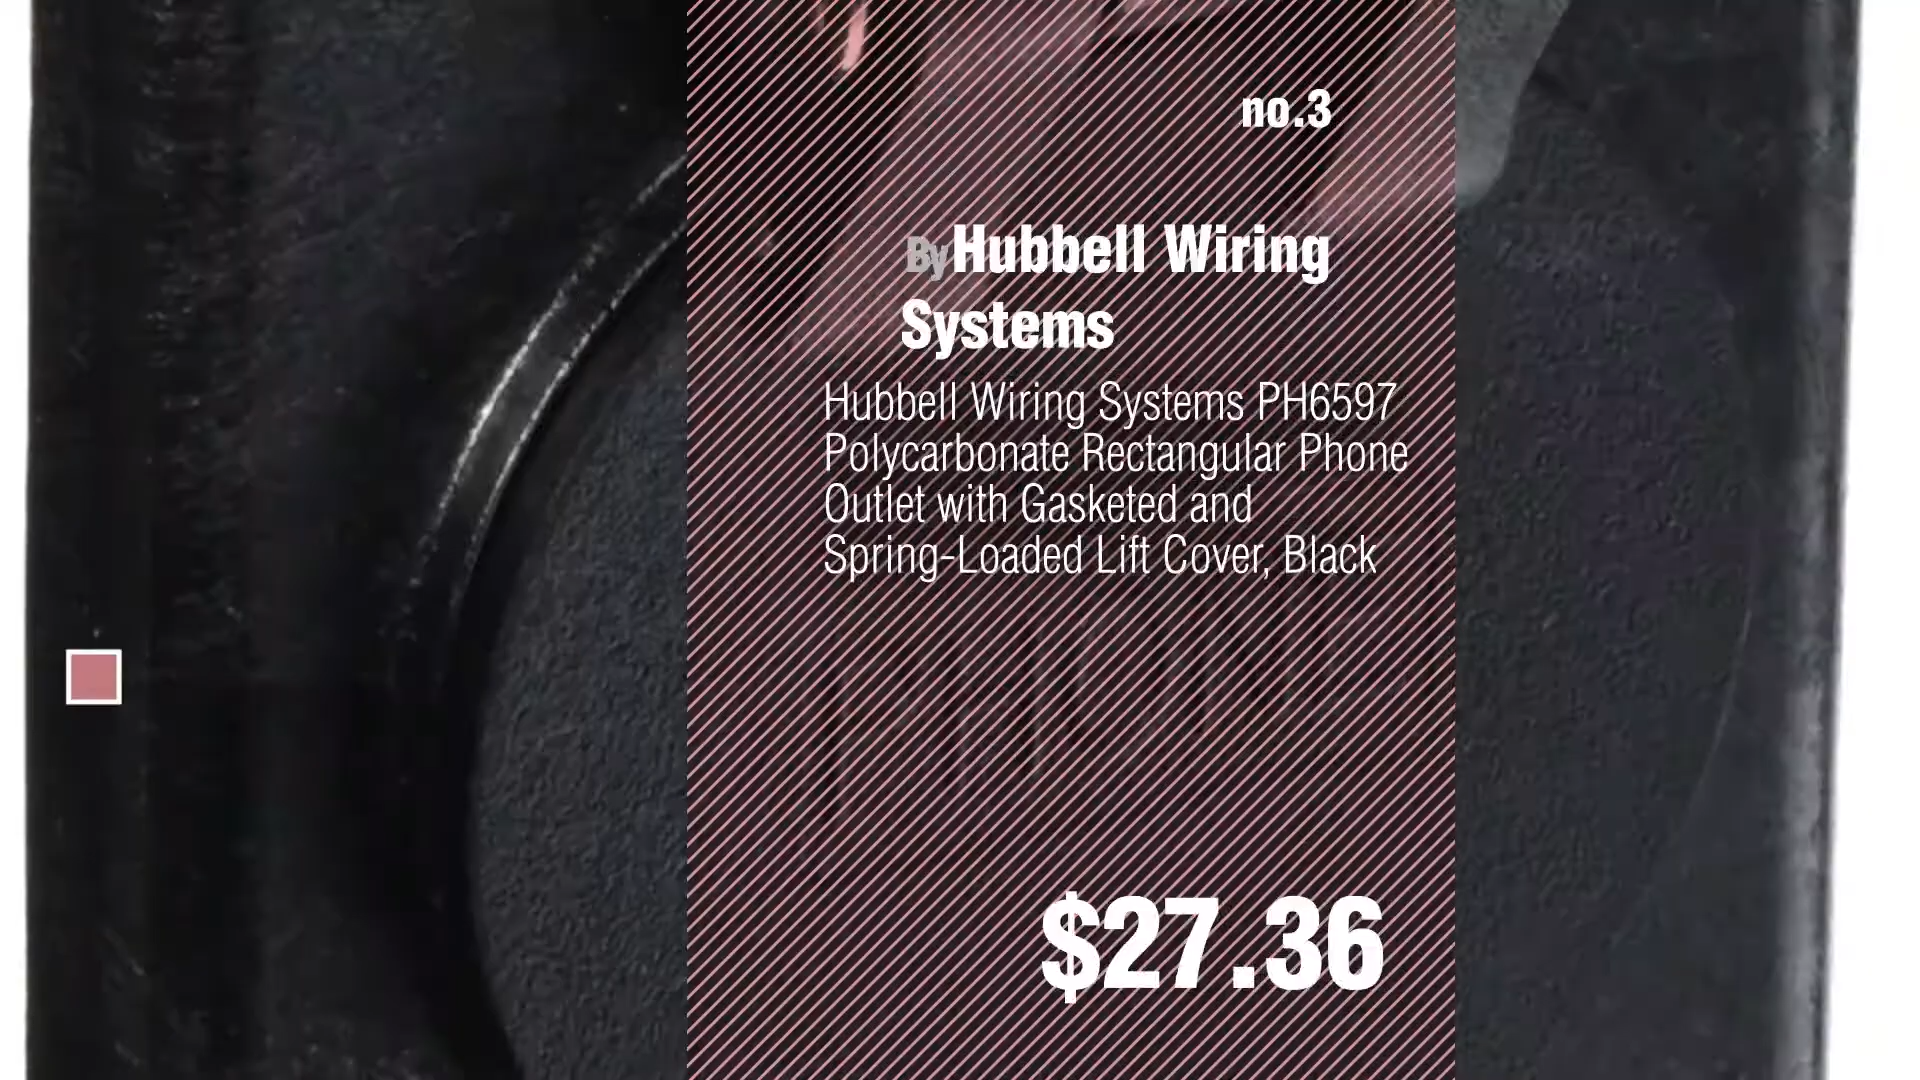 no.3
By Hubbell Wiring
Systems
Hubbell Wiring Systems PH6597
Polycarbonate Rectangular Phone
Outlet with Gasketed and
Spring-Loaded Lift Cover, Black
$27.36